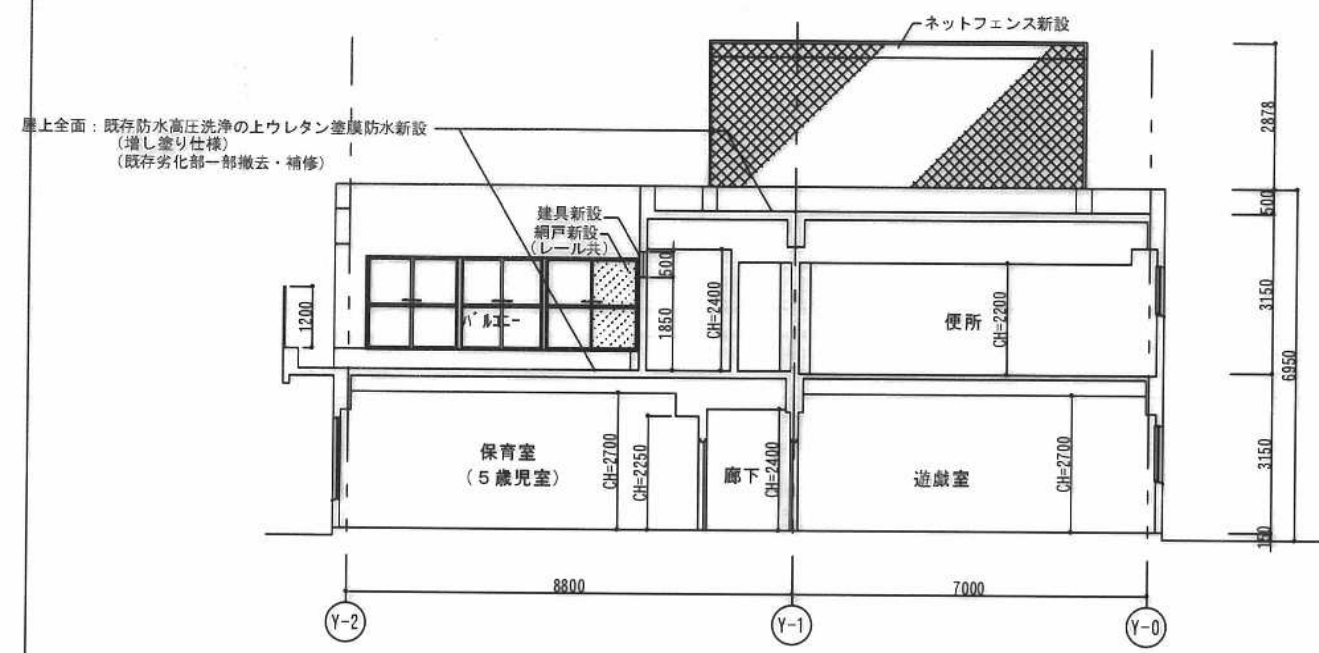 ネットフェンス新設
屋上全面：既存防水高圧洗浄の上ウレタン塗膜防水新設
（増し塗り仕様）
（既存劣化部一部撤去・補修）
2878
500
建具新設
網戸新設
（レール共）
500
1200
バルコニー
1850
CH=2400
便所
CH=2200
3150
6950
保育室
（５歳児室）
CH=2700
CH=2250
廊下
CH=2400
遊戯室
CH=2700
3150
150
8800
7000
Y-2
Y-1
Y-0